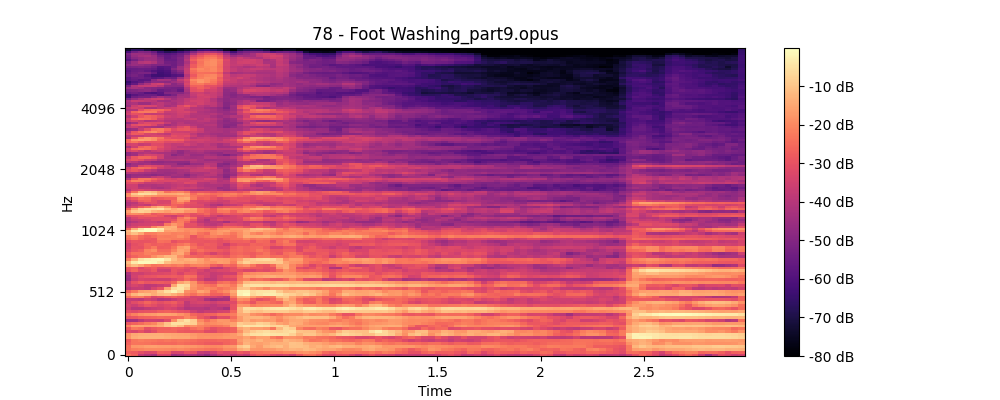 78 - Foot Washing_part9.opus
Hz
4096
2048
1024
512
0
0
0.5
1
1.5
2
2.5
Time
-10 dB
-20 dB
-30 dB
-40 dB
-50 dB
-60 dB
-70 dB
-80 dB